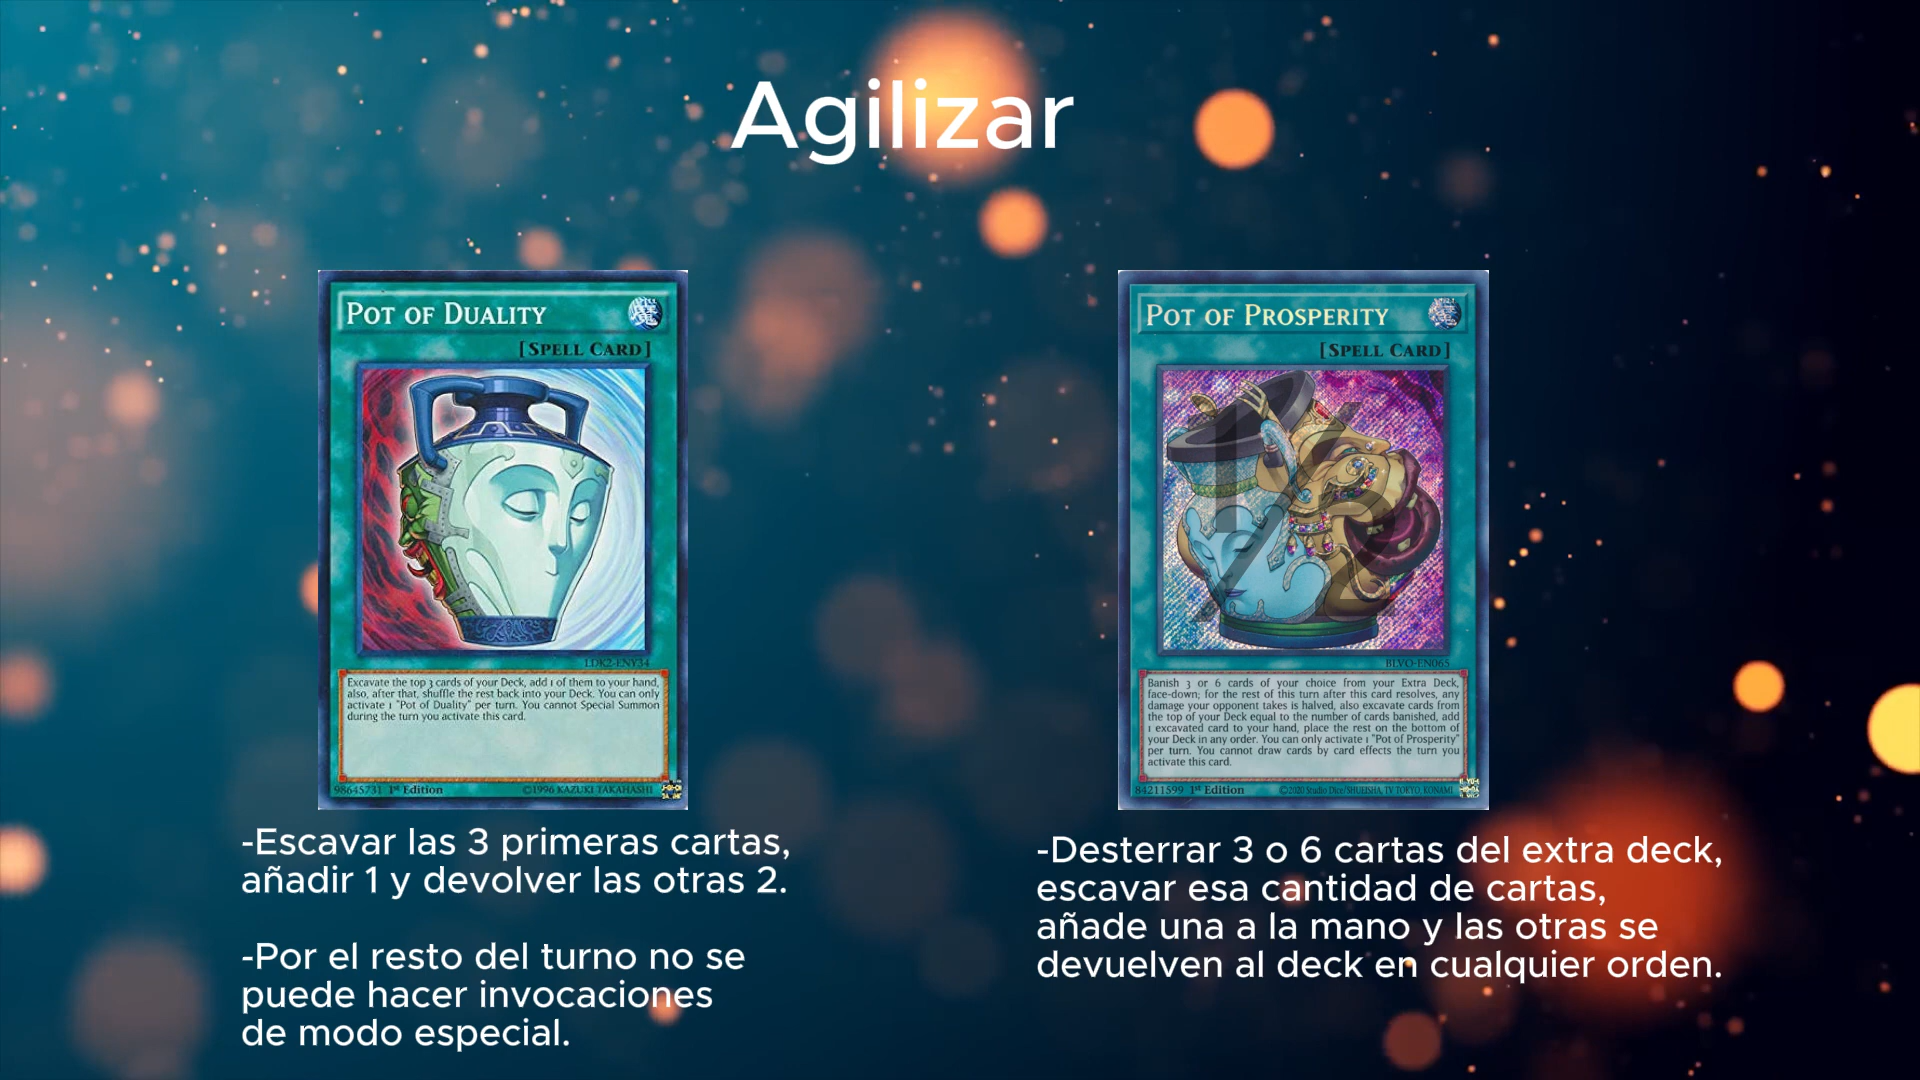 Agilizar
POT OF DUALITY
[SPELL CARD]
LDK2-ENY34
Excavate the top 3 cards of your Deck, add 1 of them to your hand,
also, after that, shuffle the rest back into your Deck. You can only
activate 1 "Pot of Duality" per turn. You cannot Special Summon
during the turn you activate this card.
98645731 1st Edition ©1996 KAZUKI TAKAHASHI
-Escavar las 3 primeras cartas,
añadir 1 y devolver las otras 2.
-Por el resto del turno no se
puede hacer invocaciones
de modo especial.
POT OF PROSPERITY
[SPELL CARD]
BLVO-EN065
Banish 3 or 6 cards of your choice from your Extra Deck,
face-down; for the rest of this turn after this card resolves, any
damage your opponent takes is halved, also excavate cards from
the top of your Deck equal to the number of cards banished, add
1 excavated card to your hand, place the rest on the bottom of
your Deck in any order. You can only activate 1 "Pot of Prosperity"
per turn. You cannot draw cards by card effects the turn you
activate this card.
84211599 1st Edition ©2020 Studio Dice/SHUEISHA, TV TOKYO, KONAMI
-Desterrar 3 o 6 cartas del extra deck,
escavar esa cantidad de cartas,
añade una a la mano y las otras se
devuelven al deck en cualquier orden.